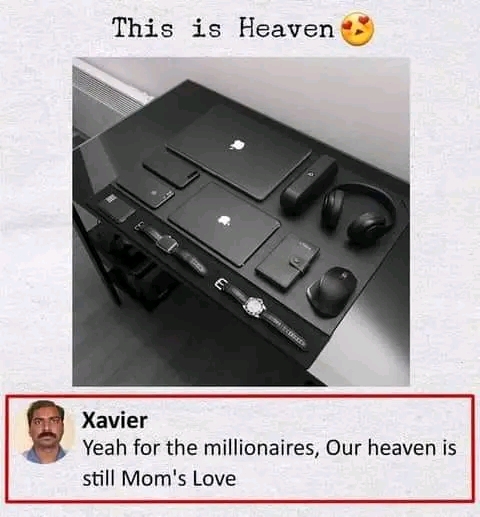 This is Heaven😍
Xavier
Yeah for the millionaires, Our heaven is
still Mom's Love